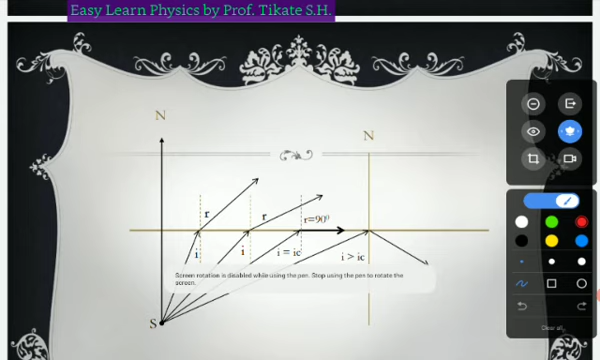 Easy Learn Physics by Prof. Tikate S.H.
N
N
r
r
r=90⁰
i
i
i = ic
i > ic
Screen rotation is disabled while using the pen. Stop using the pen to rotate the
screen.
S
Clear all